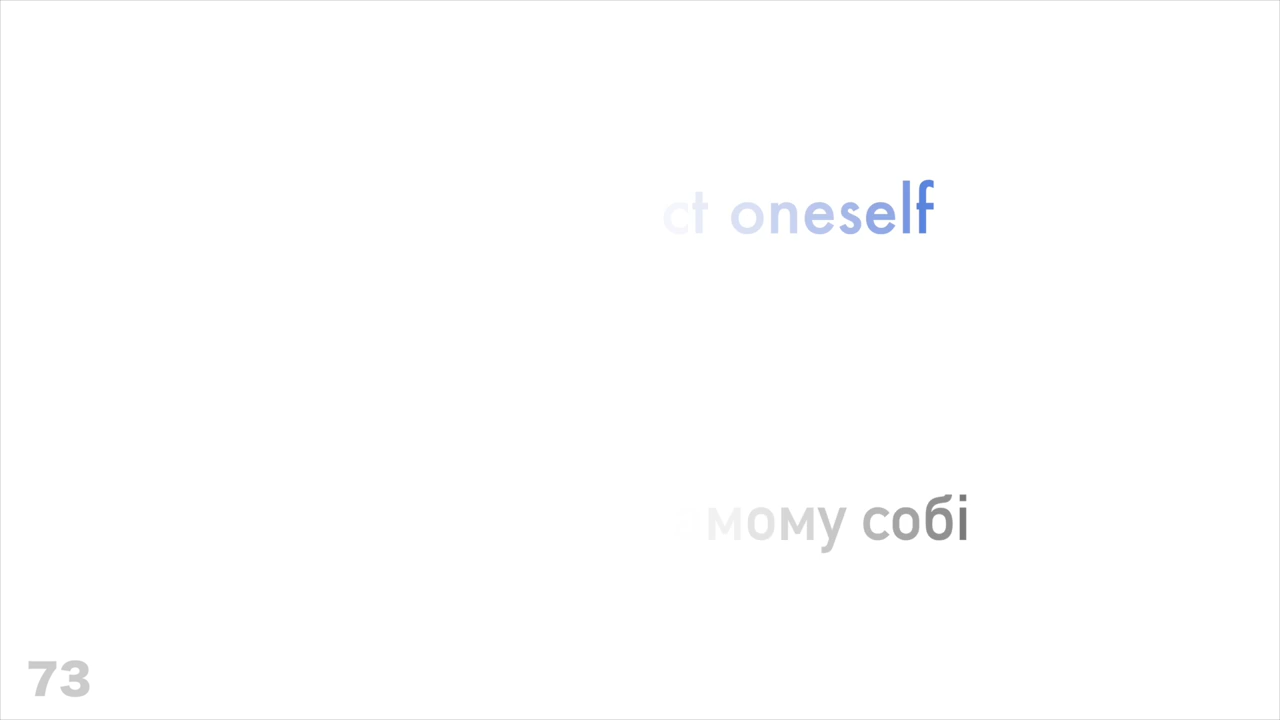 ct oneself
амому собі
73